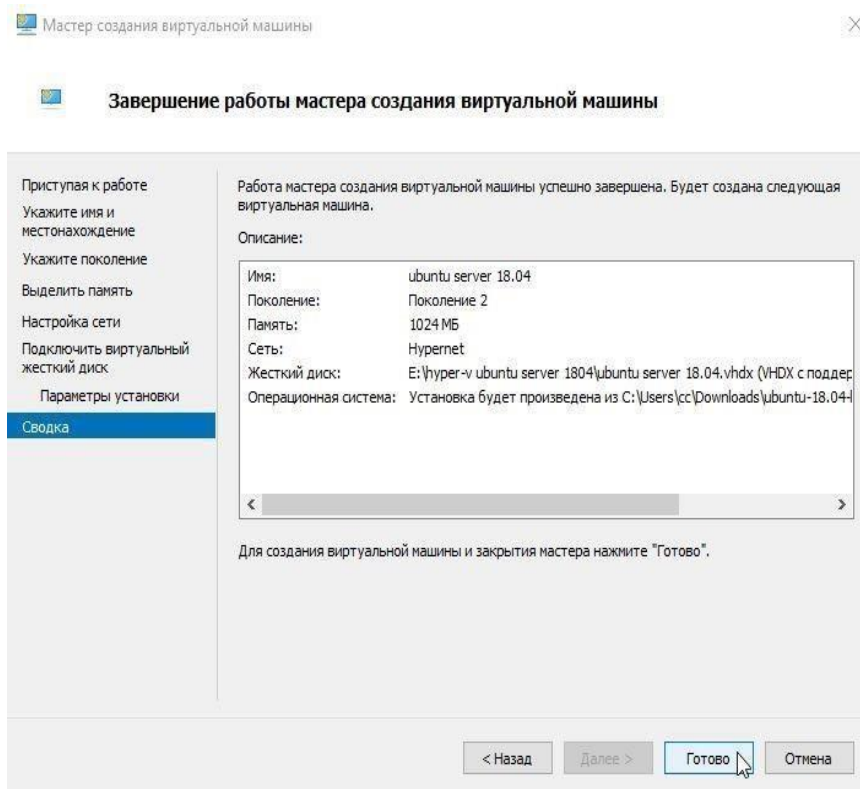 Мастер создания виртуальной машины
Завершение работы мастера создания виртуальной машины
Приступая к работе
Укажите имя и
местонахождение
Укажите поколение
Выделить память
Настройка сети
Подключить виртуальный
жесткий диск
Параметры установки
Сводка
Работа мастера создания виртуальной машины успешно завершена. Будет создана следующая
виртуальная машина.
Описание:
Имя: ubuntu server 18.04
Поколение: Поколение 2
Память: 1024 МБ
Сеть: Hypernet
Жесткий диск: E:\hyper-v ubuntu server 1804\ubuntu server 18.04.vhdx (VHDX с поддер
Операционная система: Установка будет произведена из C:\Users\cc\Downloads\ubuntu-18.04-l
Для создания виртуальной машины и закрытия мастера нажмите "Готово".
< Назад Далее > Готово Отмена